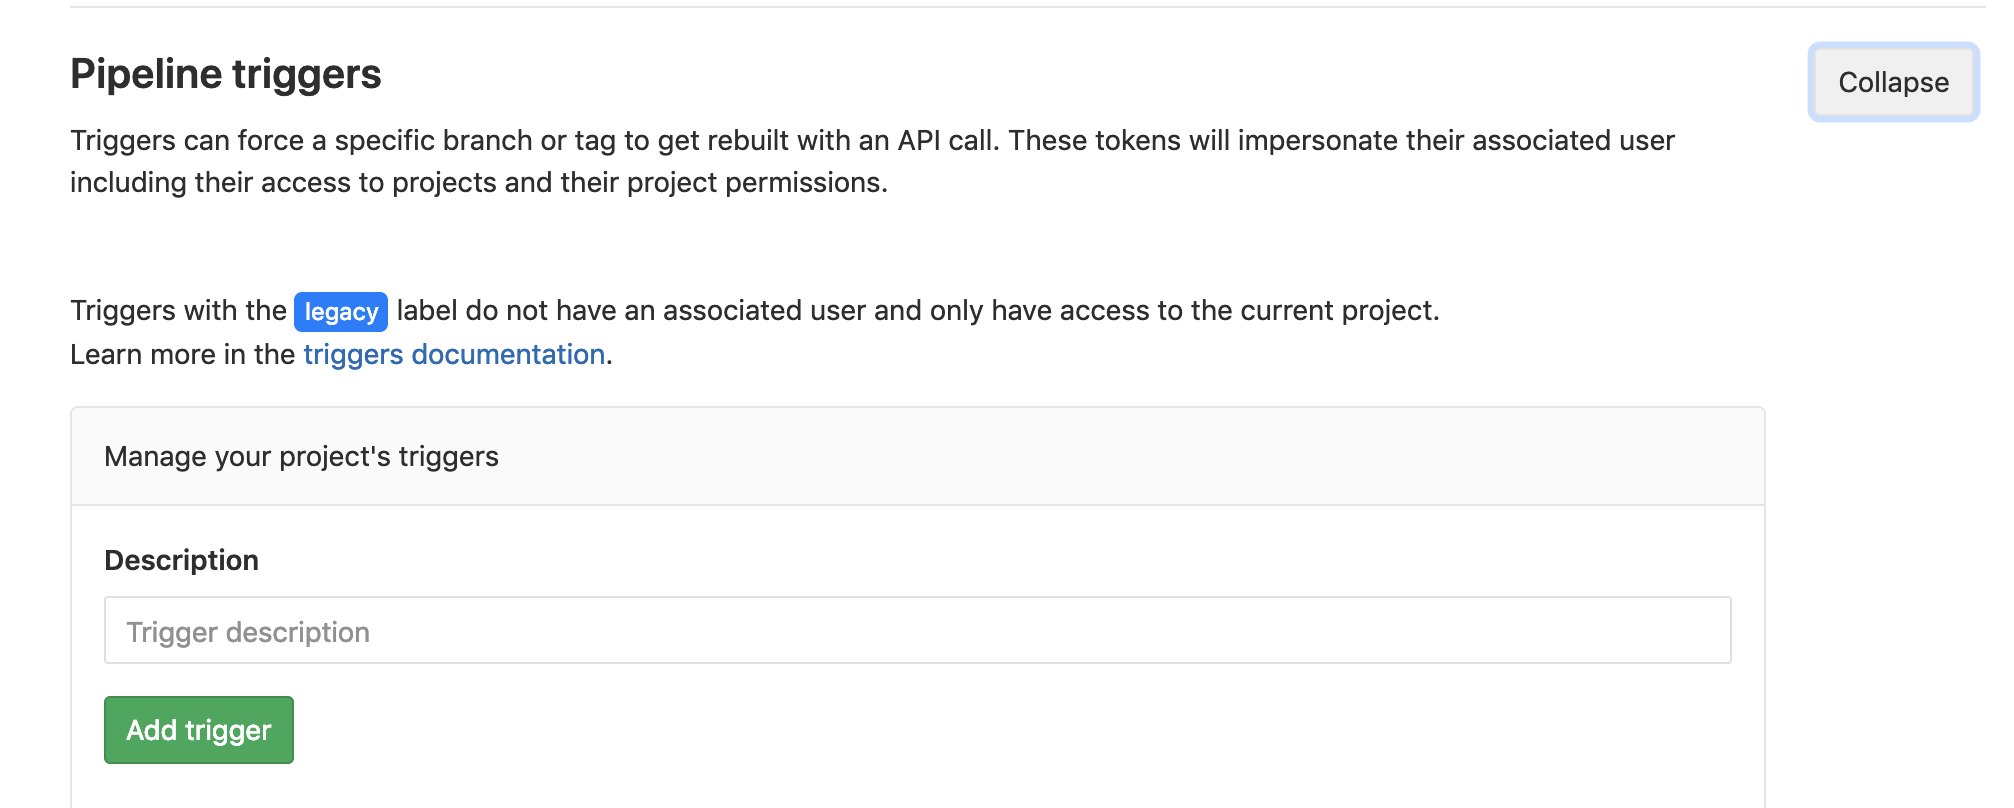 Pipeline triggers
Collapse
Triggers can force a specific branch or tag to get rebuilt with an API call. These tokens will impersonate their associated user
including their access to projects and their project permissions.
Triggers with the legacy label do not have an associated user and only have access to the current project.
Learn more in the triggers documentation.
Manage your project's triggers
Description
Trigger description
Add trigger